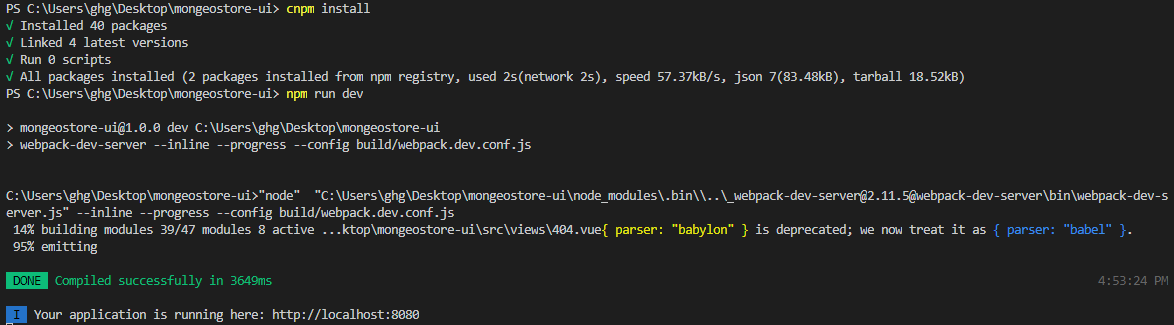 PS C:\Users\ghg\Desktop\mongeostore-ui> cnpm install
√ Installed 40 packages
√ Linked 4 latest versions
√ Run 0 scripts
√ All packages installed (2 packages installed from npm registry, used 2s(network 2s), speed 57.37kB/s, json 7(83.48kB), tarball 18.52kB)
PS C:\Users\ghg\Desktop\mongeostore-ui> npm run dev
> mongeostore-ui@1.0.0 dev C:\Users\ghg\Desktop\mongeostore-ui
> webpack-dev-server --inline --progress --config build/webpack.dev.conf.js
C:\Users\ghg\Desktop\mongeostore-ui>"node"  "C:\Users\ghg\Desktop\mongeostore-ui\node_modules\.bin\\..\_webpack-dev-server@2.11.5@webpack-dev-server\bin\webpack-dev-s
erver.js" --inline --progress --config build/webpack.dev.conf.js
14% building modules 39/47 modules 8 active ...ktop\mongeostore-ui\src\views\404.vue{ parser: "babylon" } is deprecated; we now treat it as { parser: "babel" }.
95% emitting
DONE Compiled successfully in 3649ms 4:53:24 PM
I Your application is running here: http://localhost:8080